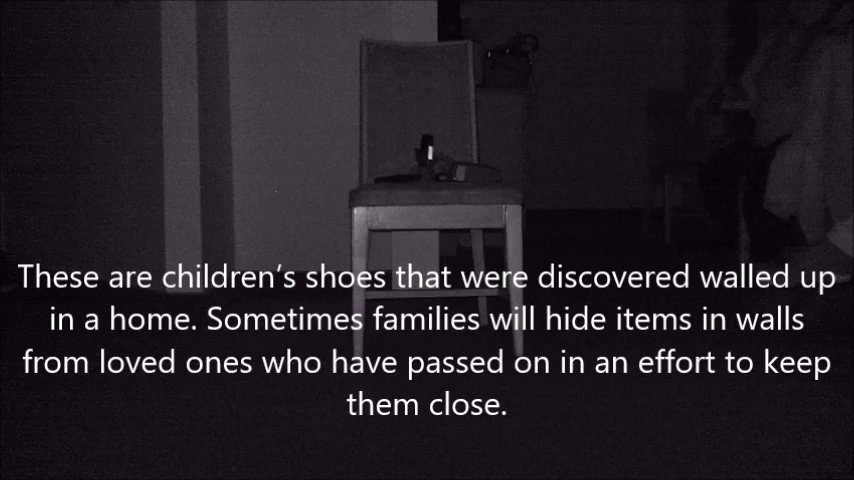 These are children's shoes that were discovered walled up
in a home. Sometimes families will hide items in walls
from loved ones who have passed on in an effort to keep
them close.